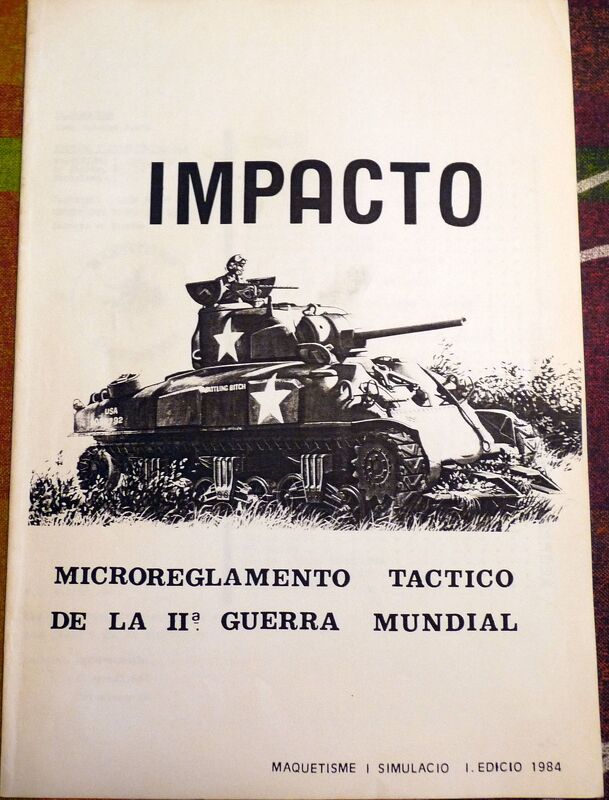 IMPACTO
BATTLING BITCH
USA
MICROREGLAMENTO TACTICO
DE LA IIª GUERRA MUNDIAL
MAQUETISME I SIMULACIO I. EDICIO 1984